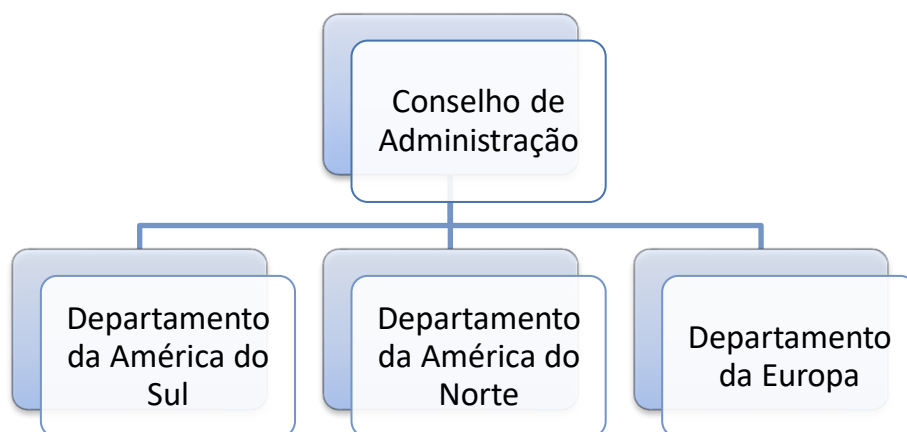 Conselho de
Administração
Departamento
da América do
Sul
Departamento
da América do
Norte
Departamento
da Europa